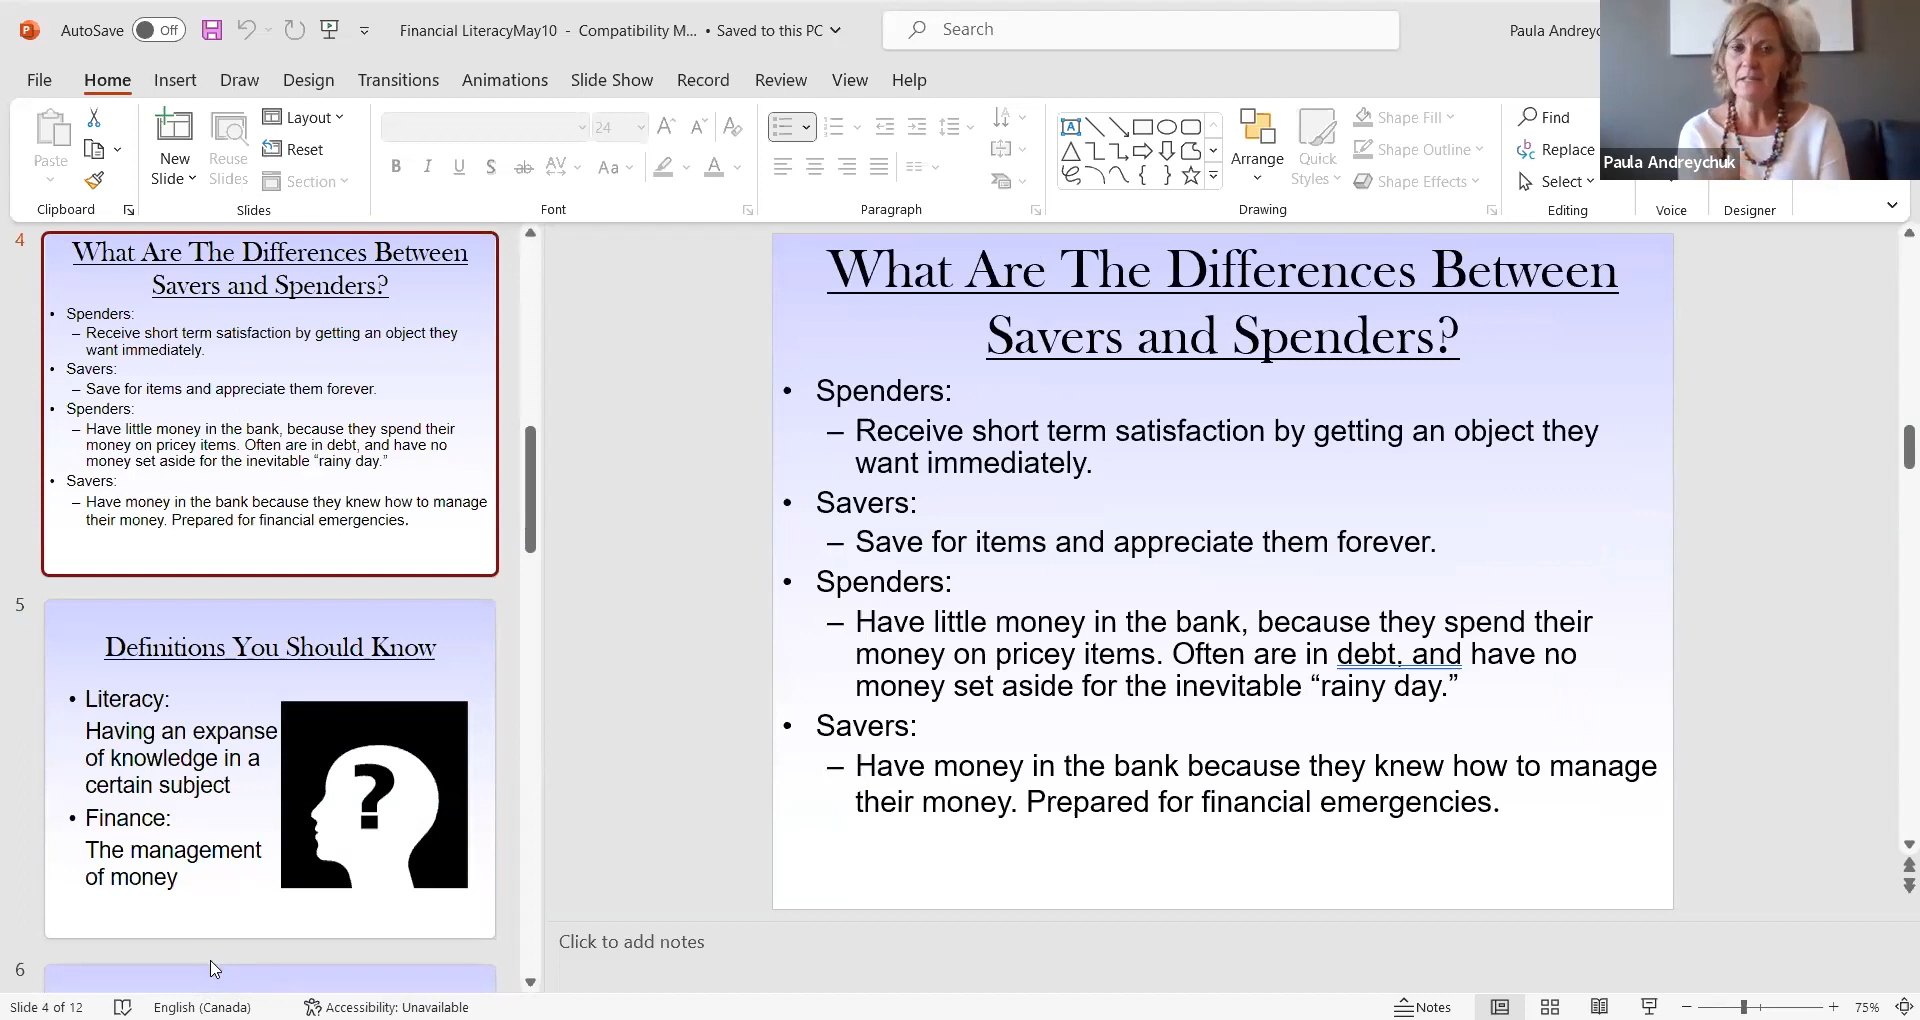 AutoSave Off Financial LiteracyMay10 - Compatibility M... • Saved to this PC Search Paula Andreyc
File Home Insert Draw Design Transitions Animations Slide Show Record Review View Help
Paste
Clipboard
New
Slide
Reuse
Slides
Layout
Reset
Section
Slides
24
B I U S ab AV Aa A
Font
Paragraph
Arrange
Quick
Styles
Shape Fill
Shape Outline
Shape Effects
Drawing
Find
Replace
Select
Editing
Voice
Designer
Paula Andreychuk
4
What Are The Differences Between
Savers and Spenders?
• Spenders:
– Receive short term satisfaction by getting an object they
want immediately.
• Savers:
– Save for items and appreciate them forever.
• Spenders:
– Have little money in the bank, because they spend their
money on pricey items. Often are in debt, and have no
money set aside for the inevitable “rainy day.”
• Savers:
– Have money in the bank because they knew how to manage
their money. Prepared for financial emergencies.
5
Definitions You Should Know
• Literacy:
Having an expanse
of knowledge in a
certain subject
• Finance:
The management
of money
?
6
What Are The Differences Between
Savers and Spenders?
• Spenders:
– Receive short term satisfaction by getting an object they
want immediately.
• Savers:
– Save for items and appreciate them forever.
• Spenders:
– Have little money in the bank, because they spend their
money on pricey items. Often are in debt, and have no
money set aside for the inevitable “rainy day.”
• Savers:
– Have money in the bank because they knew how to manage
their money. Prepared for financial emergencies.
Click to add notes
Slide 4 of 12 English (Canada) Accessibility: Unavailable Notes 75%